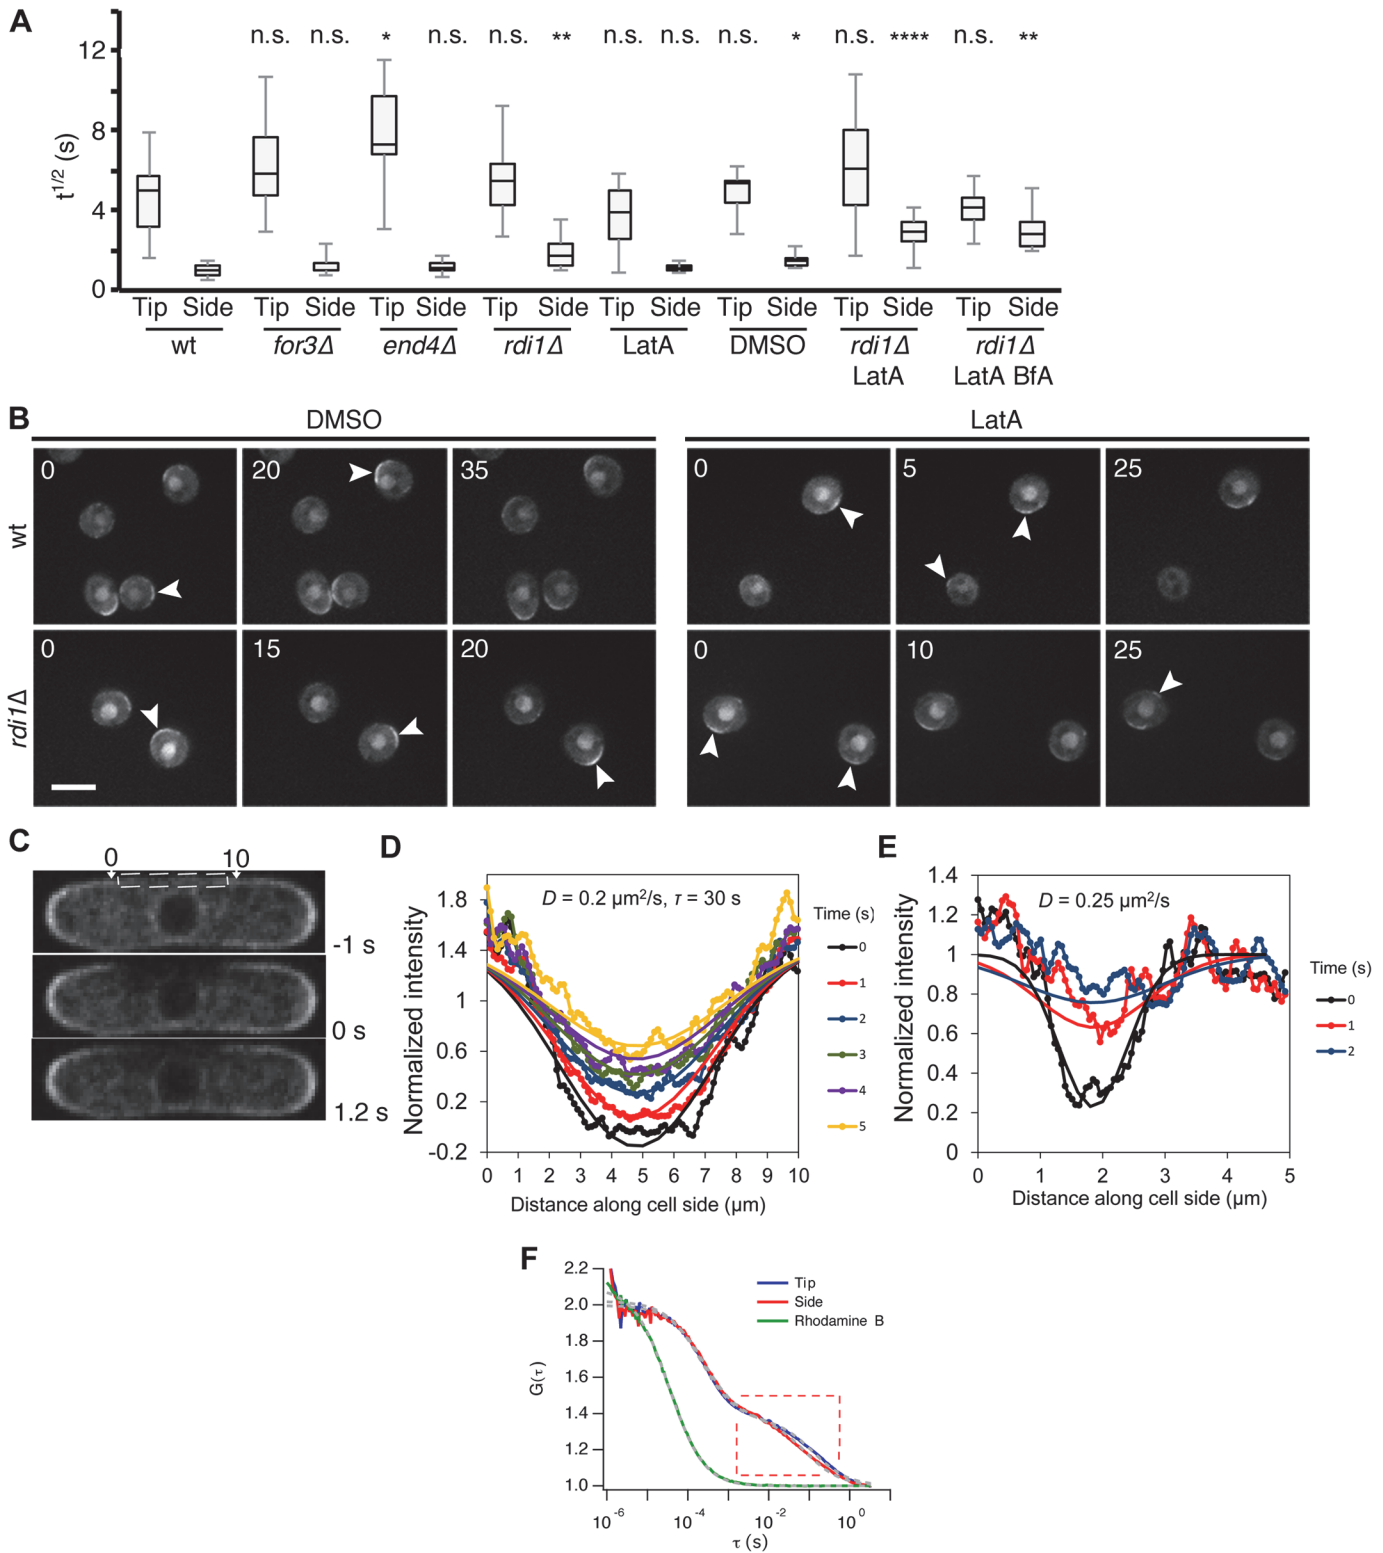 A
n.s. n.s. * n.s. n.s. ** n.s. n.s. n.s. * n.s. **** n.s. **
12
8
4
0
t1/2 (s)
Tip Side Tip Side Tip Side Tip Side Tip Side Tip Side Tip Side Tip Side
wt for3Δ end4Δ rdi1Δ LatA DMSO rdi1Δ rdi1Δ
LatA LatA BfA
B
DMSO LatA
wt
0 20 35 0 5 25
rdi1Δ
0 15 20 0 10 25
C
0 10
-1 s
0 s
1.2 s
D
D = 0.2 μm2/s, τ = 30 s
Normalized intensity
1.8
1.4
1
0.6
0.2
-0.2
0 1 2 3 4 5 6 7 8 9 10
Distance along cell side (μm)
Time (s)
0
1
2
3
4
5
E
D = 0.25 μm2/s
Normalized intensity
1.4
1.2
1
0.8
0.6
0.4
0.2
0
0 1 2 3 4 5
Distance along cell side (μm)
Time (s)
0
1
2
F
G(τ)
2.2
2.0
1.8
1.6
1.4
1.2
1.0
Tip
Side
Rhodamine B
10-6 10-4 10-2 100
τ (s)